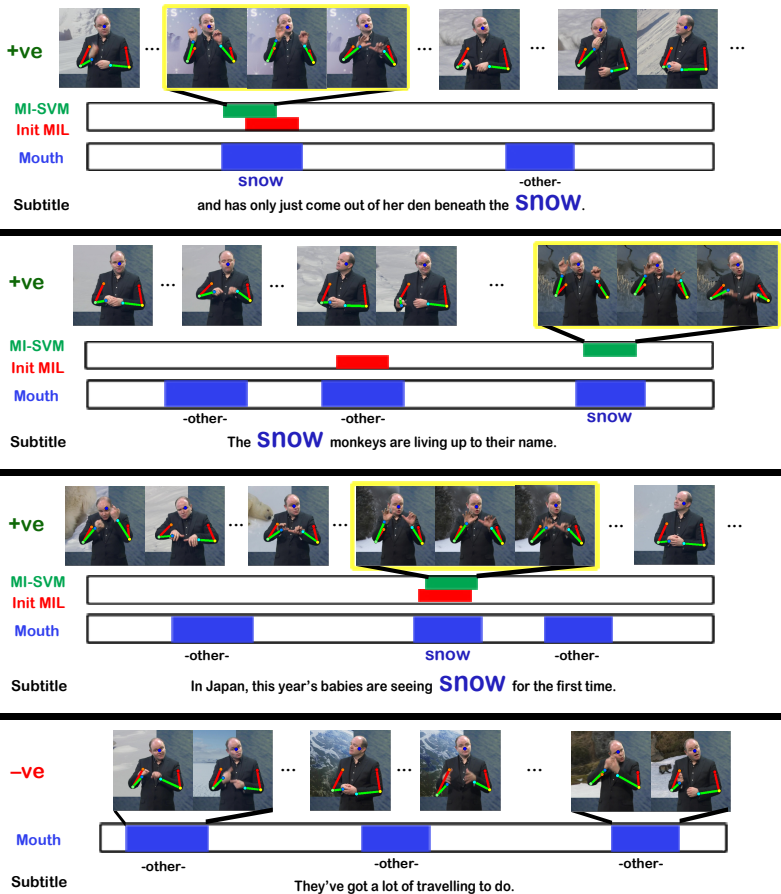 S S S
+ve ... ... ... ...
MI-SVM
Init MIL
Mouth
snow -other-
Subtitle and has only just come out of her den beneath the snow.
+ve ... ... ...
MI-SVM
Init MIL
Mouth
-other- -other- snow
Subtitle The snow monkeys are living up to their name.
+ve ... ... ... ...
MI-SVM
Init MIL
Mouth
-other- snow -other-
Subtitle In Japan, this year's babies are seeing snow for the first time.
–ve ... ... ...
Mouth
-other- -other- -other-
Subtitle They've got a lot of travelling to do.